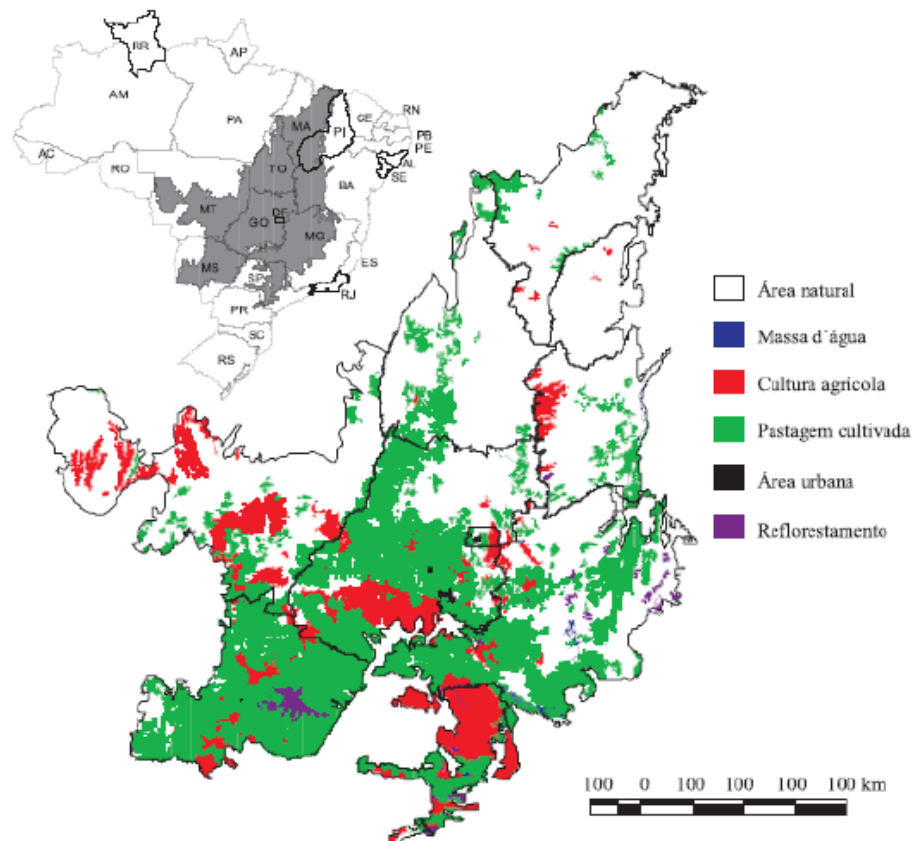 RR
AP
AM
PA
MA
CE
RN
PI
PB
PE
AC
TO
AL
RO
SE
BA
MT
DF
GO
MG
MS
ES
SP
RJ
PR
SC
RS
Área natural
Massa d´água
Cultura agrícola
Pastagem cultivada
Área urbana
Reflorestamento
100 0 100 100 100 km